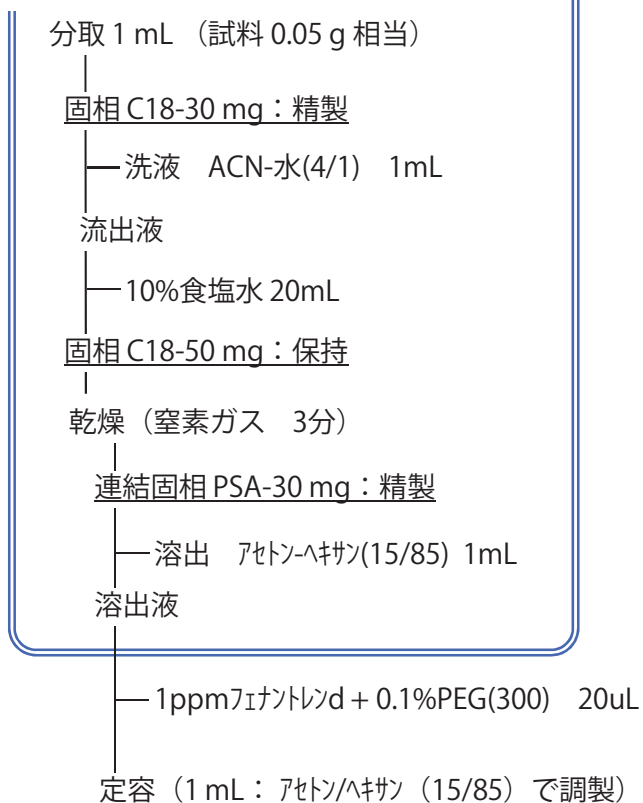 分取 1 mL （試料 0.05 g 相当）
固相 C18-30 mg：精製
洗液　ACN-水(4/1)　1mL
流出液
10%食塩水 20mL
固相 C18-50 mg：保持
乾燥（窒素ガス　3分）
連結固相 PSA-30 mg：精製
溶出　ｱｾﾄﾝ-ﾍｷｻﾝ(15/85) 1mL
溶出液
1ppmﾌｪﾅﾝﾄﾚﾝd + 0.1%PEG(300)　20uL
定容（1 mL： ｱｾﾄﾝ/ﾍｷｻﾝ（15/85）で調製）